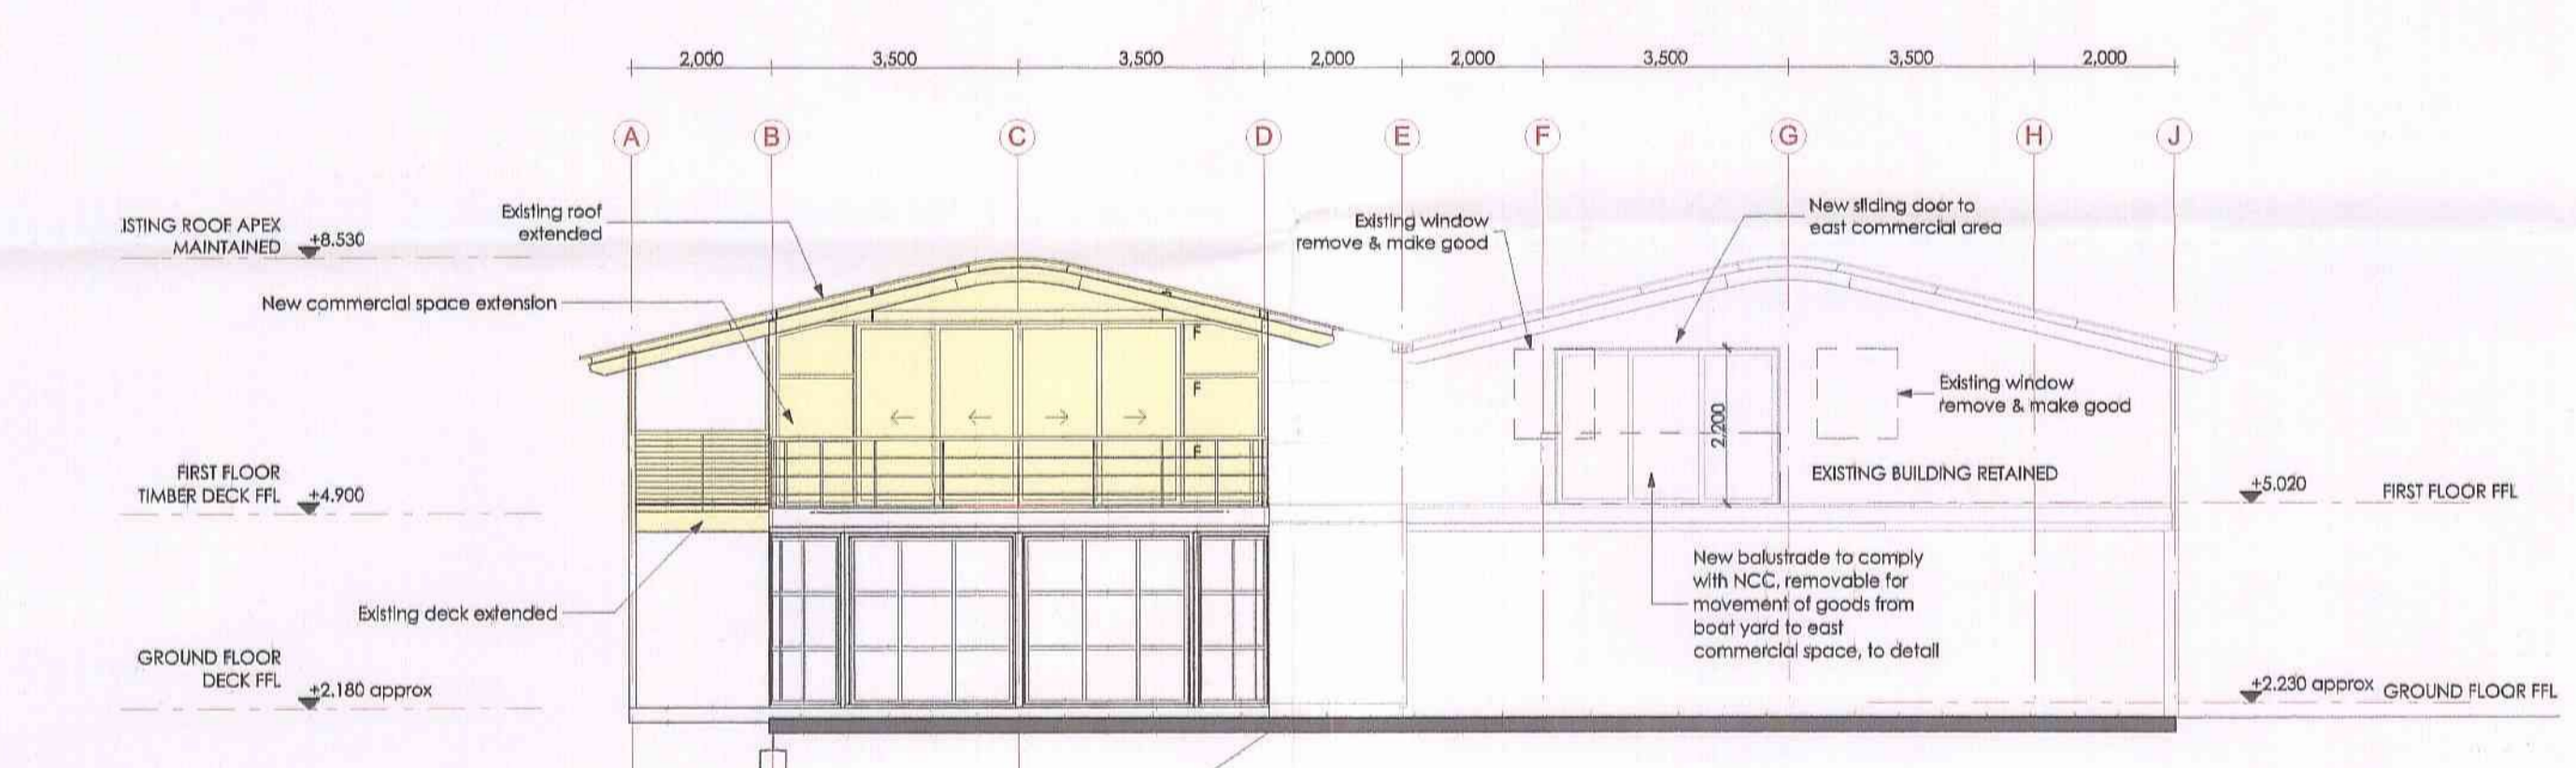 2,000 3,500 3,500 2,000 2,000 3,500 3,500 2,000
A B C D E F G H J
.ISTING ROOF APEX
MAINTAINED +8.530
Existing roof
extended
New commercial space extension
Existing window
remove & make good
New sliding door to
east commercial area
F
F
F
2,200
Existing window
remove & make good
EXISTING BUILDING RETAINED
FIRST FLOOR
TIMBER DECK FFL +4.900
+5.020 FIRST FLOOR FFL
Existing deck extended
New balustrade to comply
with NCC, removable for
movement of goods from
boat yard to east
commercial space, to detail
GROUND FLOOR
DECK FFL +2.180 approx
+2.230 approx GROUND FLOOR FFL